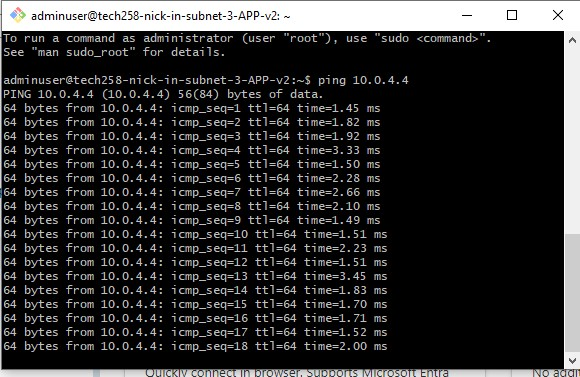 adminuser@tech258-nick-in-subnet-3-APP-v2: ~
To run a command as administrator (user "root"), use "sudo <command>".
See "man sudo_root" for details.
adminuser@tech258-nick-in-subnet-3-APP-v2:~$ ping 10.0.4.4
PING 10.0.4.4 (10.0.4.4) 56(84) bytes of data.
64 bytes from 10.0.4.4: icmp_seq=1 ttl=64 time=1.45 ms
64 bytes from 10.0.4.4: icmp_seq=2 ttl=64 time=1.82 ms
64 bytes from 10.0.4.4: icmp_seq=3 ttl=64 time=1.92 ms
64 bytes from 10.0.4.4: icmp_seq=4 ttl=64 time=3.33 ms
64 bytes from 10.0.4.4: icmp_seq=5 ttl=64 time=1.50 ms
64 bytes from 10.0.4.4: icmp_seq=6 ttl=64 time=2.28 ms
64 bytes from 10.0.4.4: icmp_seq=7 ttl=64 time=2.66 ms
64 bytes from 10.0.4.4: icmp_seq=8 ttl=64 time=2.10 ms
64 bytes from 10.0.4.4: icmp_seq=9 ttl=64 time=1.49 ms
64 bytes from 10.0.4.4: icmp_seq=10 ttl=64 time=1.51 ms
64 bytes from 10.0.4.4: icmp_seq=11 ttl=64 time=2.23 ms
64 bytes from 10.0.4.4: icmp_seq=12 ttl=64 time=1.51 ms
64 bytes from 10.0.4.4: icmp_seq=13 ttl=64 time=3.45 ms
64 bytes from 10.0.4.4: icmp_seq=14 ttl=64 time=1.83 ms
64 bytes from 10.0.4.4: icmp_seq=15 ttl=64 time=1.70 ms
64 bytes from 10.0.4.4: icmp_seq=16 ttl=64 time=1.71 ms
64 bytes from 10.0.4.4: icmp_seq=17 ttl=64 time=1.52 ms
64 bytes from 10.0.4.4: icmp_seq=18 ttl=64 time=2.00 ms
Quickly connect in browser. Supports Microsoft Entra
No